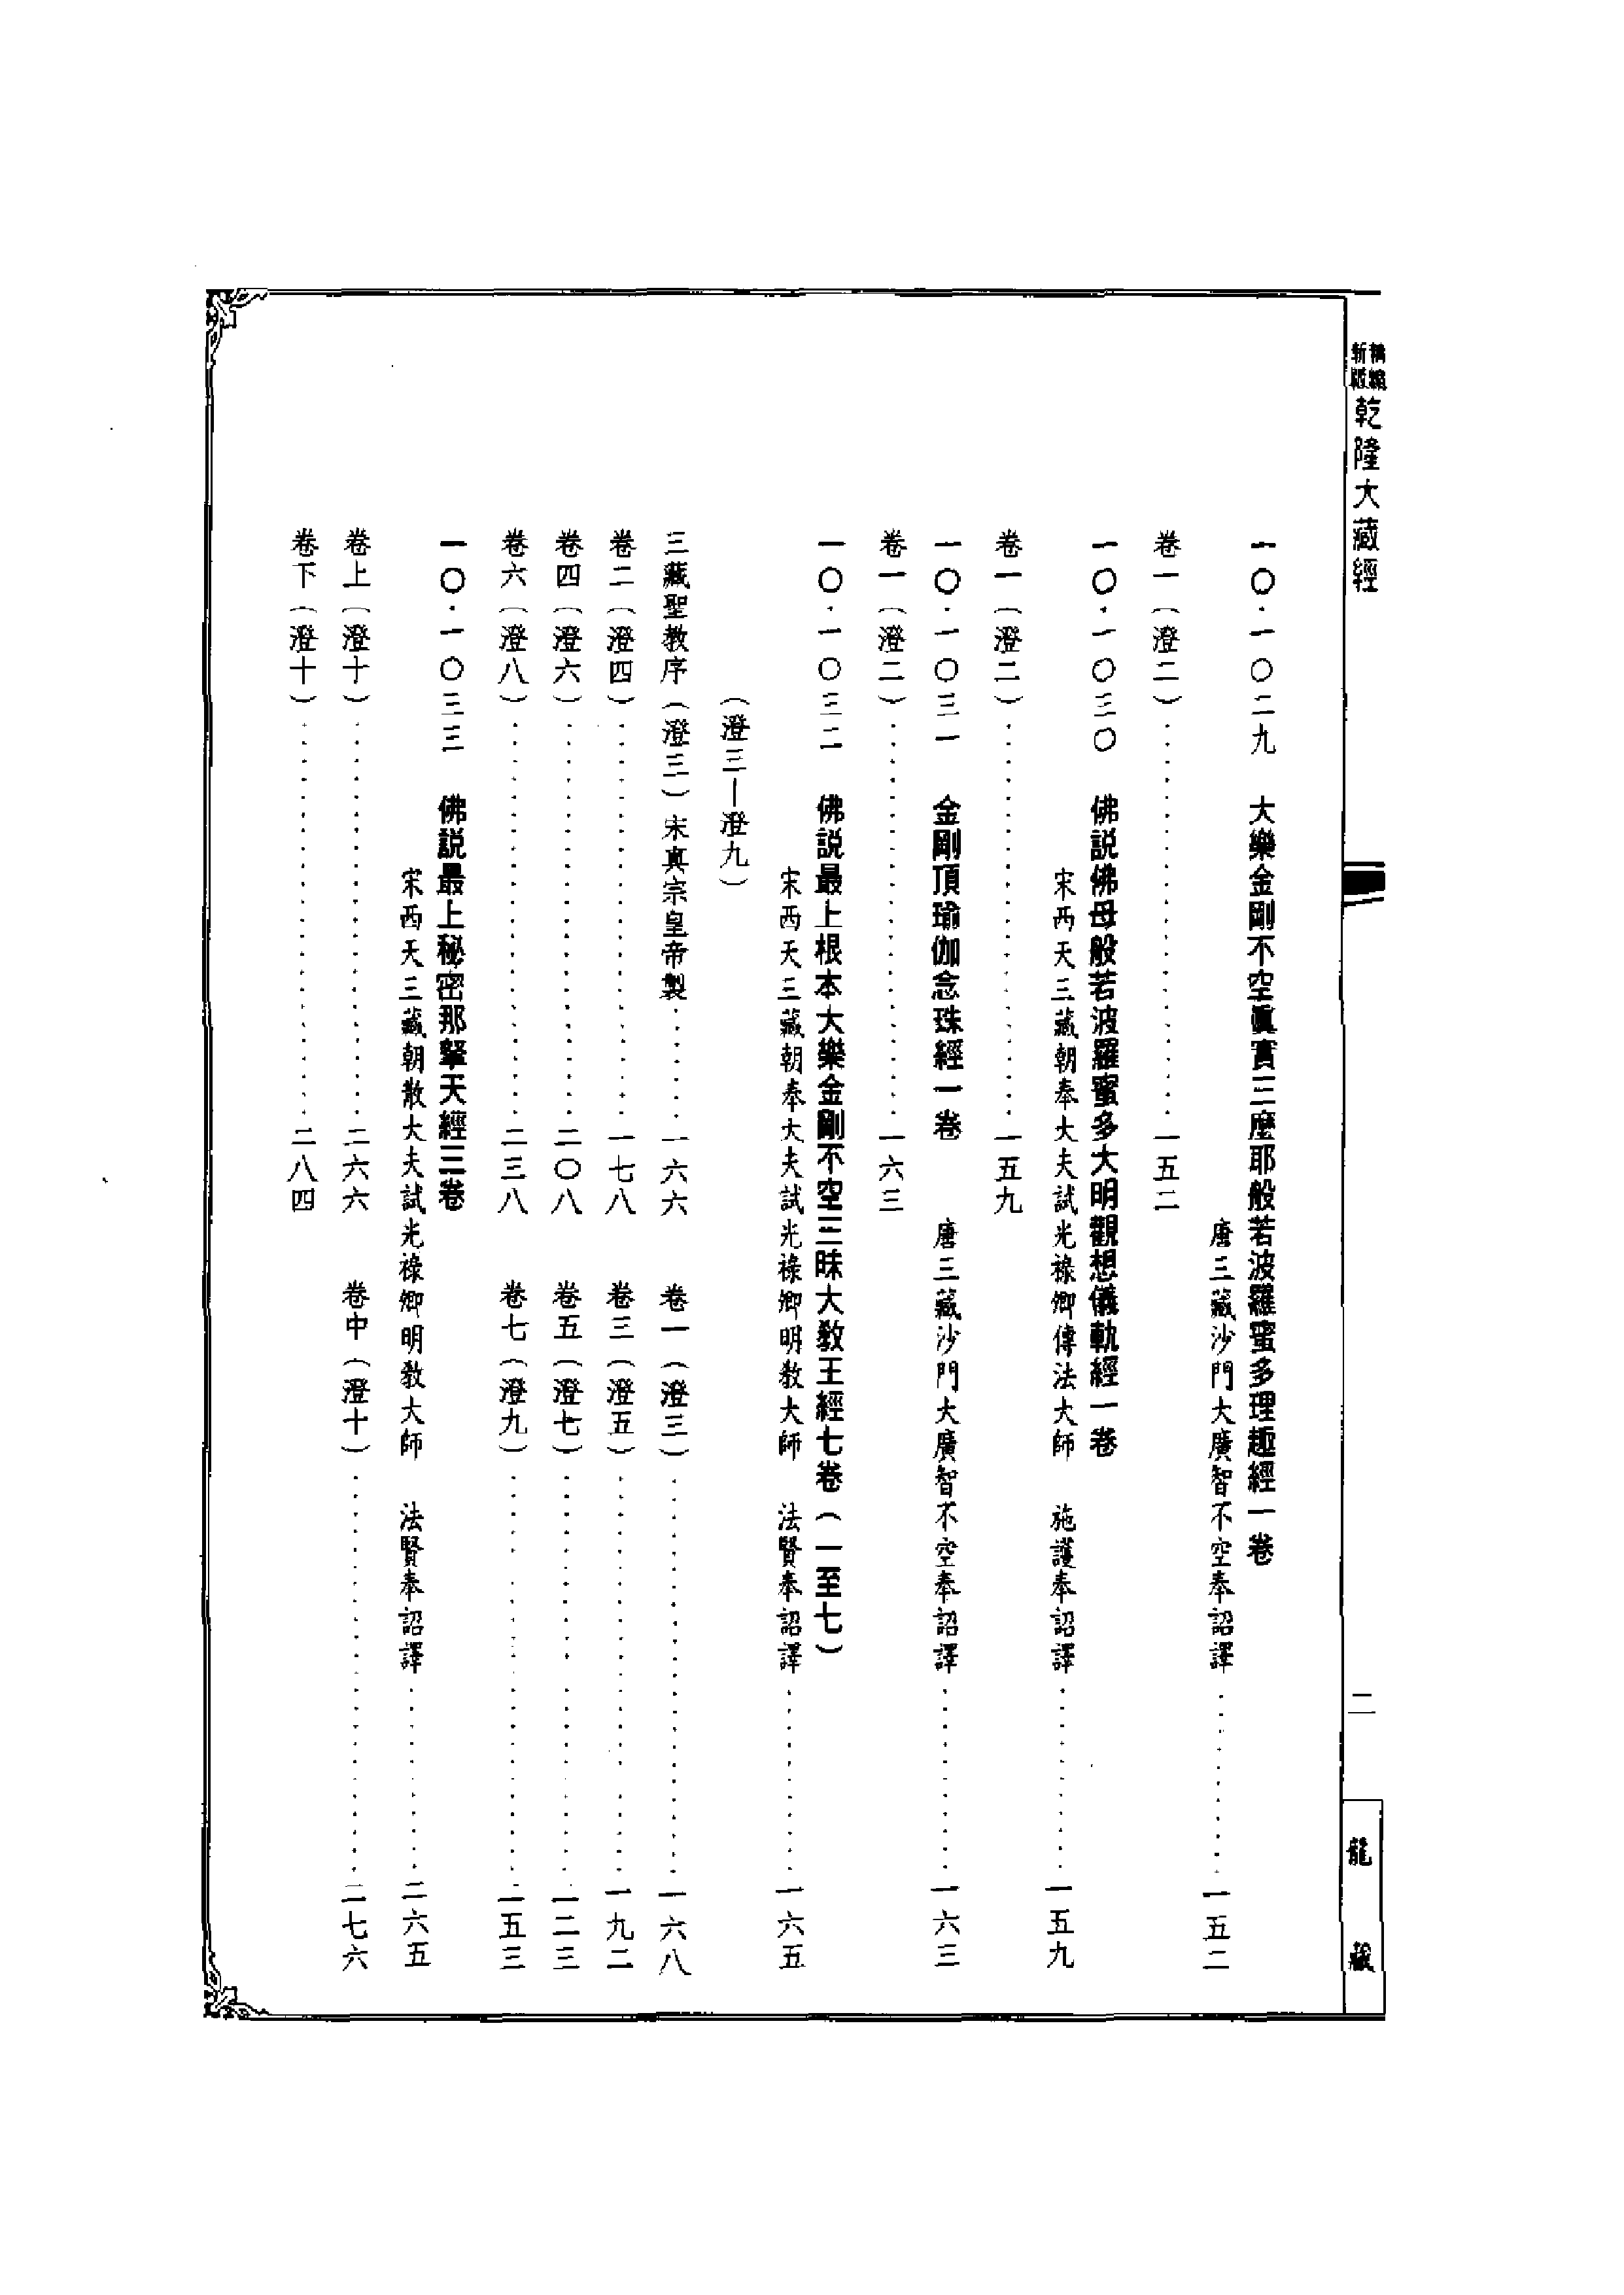 乾隆大藏經
二
龍藏
一〇·一〇二九　大樂金剛不空眞實三麼耶般若波羅蜜多理趣經一卷
唐三藏沙門大廣智不空奉詔譯…………一五二
卷一（澄二）…………一五二
一〇·一〇三〇　佛説佛母般若波羅蜜多大明觀想儀軌經一卷
宋西天三藏朝奉大夫試光祿卿傳法大師　施護奉詔譯…………一五九
卷一（澄二）…………一五九
一〇·一〇三一　金剛頂瑜伽念珠經一卷　唐三藏沙門大廣智不空奉詔譯…………一六三
卷一（澄二）…………一六三
一〇·一〇三二　佛説最上根本大樂金剛不空三昧大教王經七卷（一至七）
宋西天三藏朝奉大夫試光祿卿明教大師　法賢奉詔譯…………一六五
（澄三—澄九）
三藏聖教序（澄三）宋真宗皇帝製…………一六六　卷一（澄三）…………一六八
卷二（澄四）…………一七八　卷三（澄五）…………一九二
卷四（澄六）…………二〇八　卷五（澄七）…………二二三
卷六（澄八）…………二三八　卷七（澄九）…………二五三
一〇·一〇三三　佛説最上秘密那拏天經三卷
宋西天三藏朝散大夫試光祿卿明教大師　法賢奉詔譯…………二六五
卷上（澄十）…………二六六　卷中（澄十）…………二七六
卷下（澄十）…………二八四